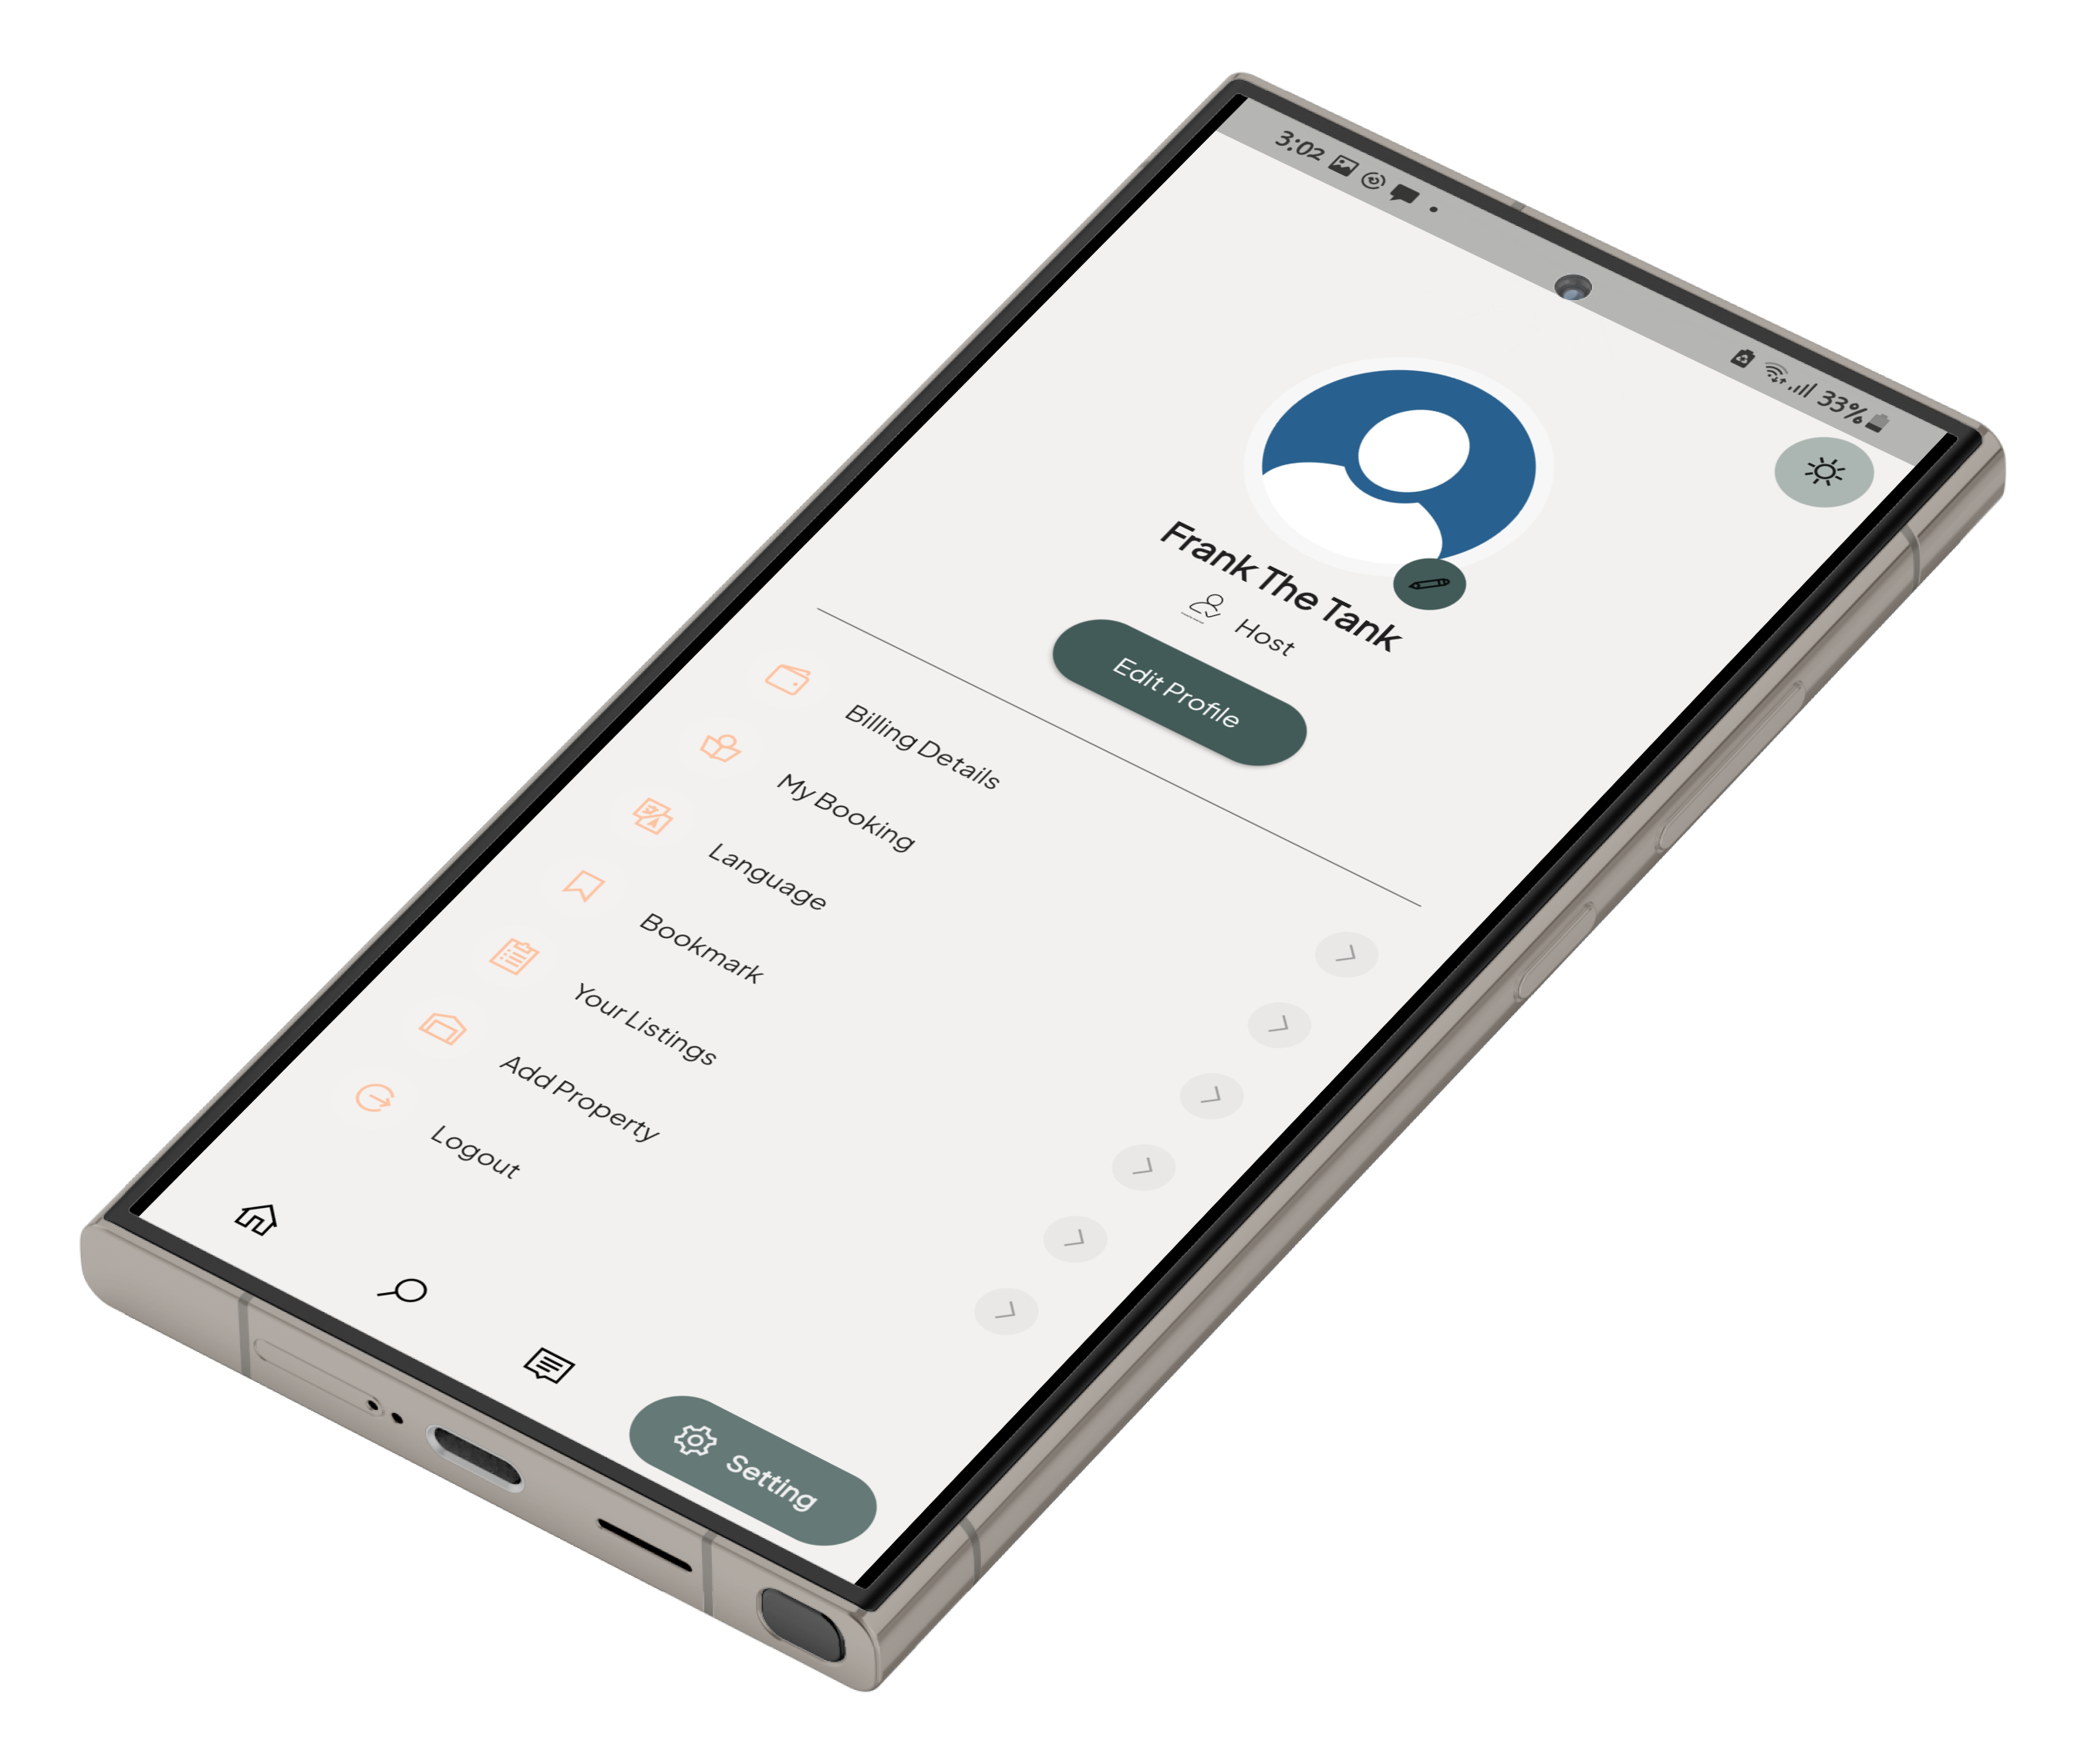 3:02
33%
Frank The Tank
Host
Edit Profile
Billing Details
My Booking
Language
Bookmark
Your Listings
Add Property
Logout
Setting